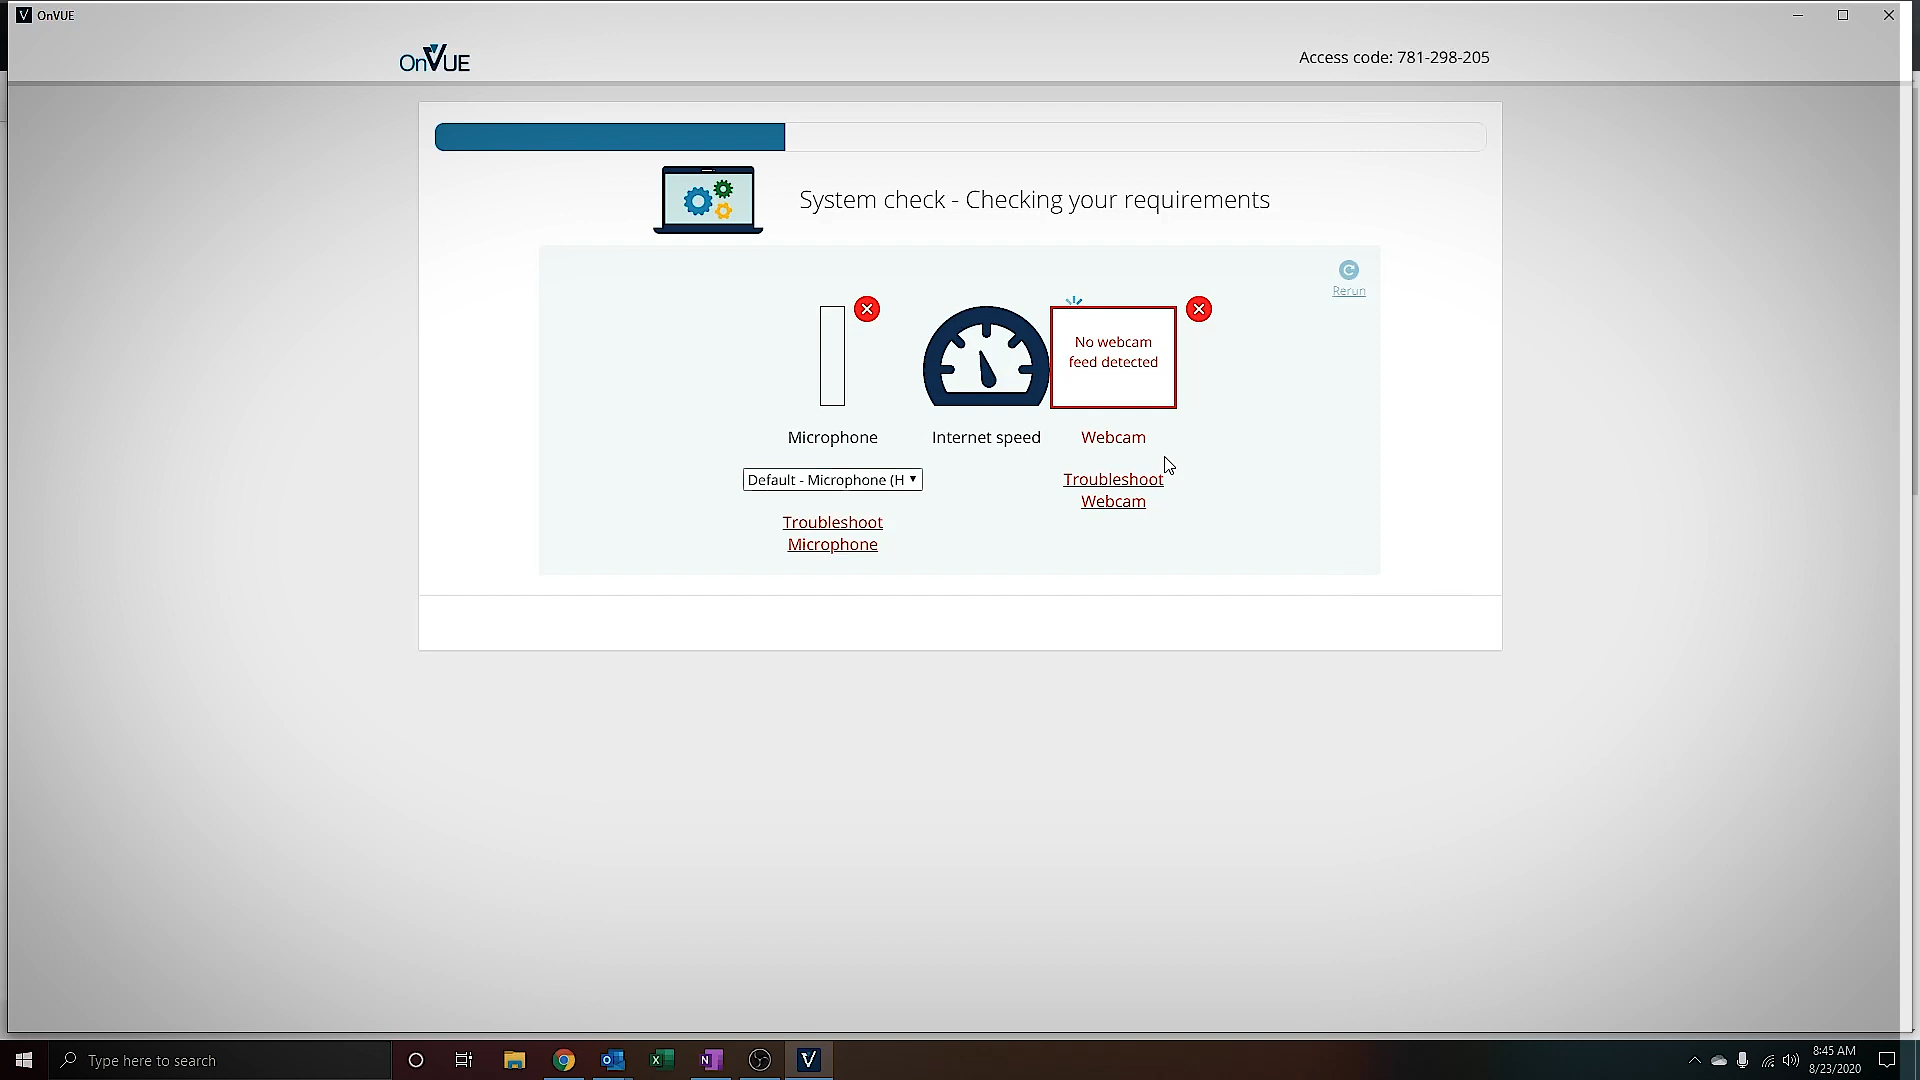 OnVUE
OnVUE
Access code: 781-298-205
System check - Checking your requirements
Rerun
No webcam
feed detected
Microphone
Internet speed
Webcam
Default - Microphone (H
Troubleshoot
Webcam
Troubleshoot
Microphone
Type here to search
8:45 AM
8/23/2020